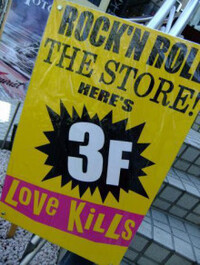 ROCK'N ROLL
THE STORE!
HERE'S
3F
LOVE KILLS